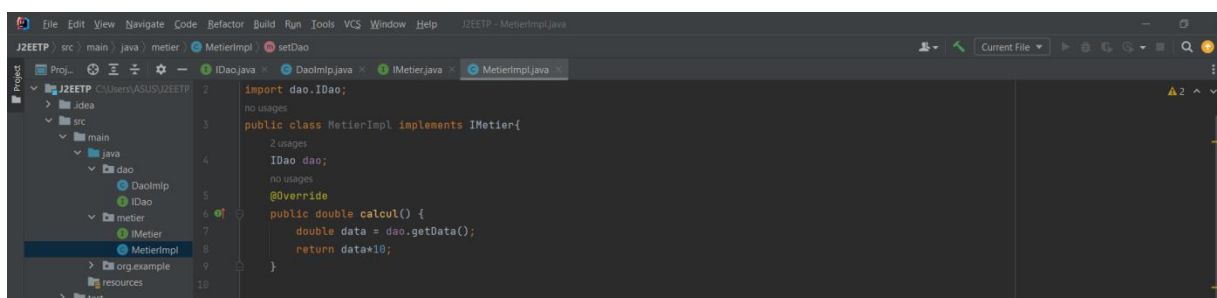 File Edit View Navigate Code Refactor Build Run Tools VCS Window Help J2EETP - MetierImpl.java
J2EETP src main java metier MetierImpl setDao Current File
Project
Proj... IDao.java DaoImlp.java IMetier.java MetierImpl.java
J2EETP C:\Users\ASUS\J2EETP
.idea
src
main
java
dao
DaoImlp
IDao
metier
IMetier
MetierImpl
org.example
resources
test
2 import dao.IDao;
no usages
3 public class MetierImpl implements IMetier{
2 usages
4 IDao dao;
no usages
5 @Override
6 public double calcul() {
7 double data = dao.getData();
8 return data*10;
9 }
10
2